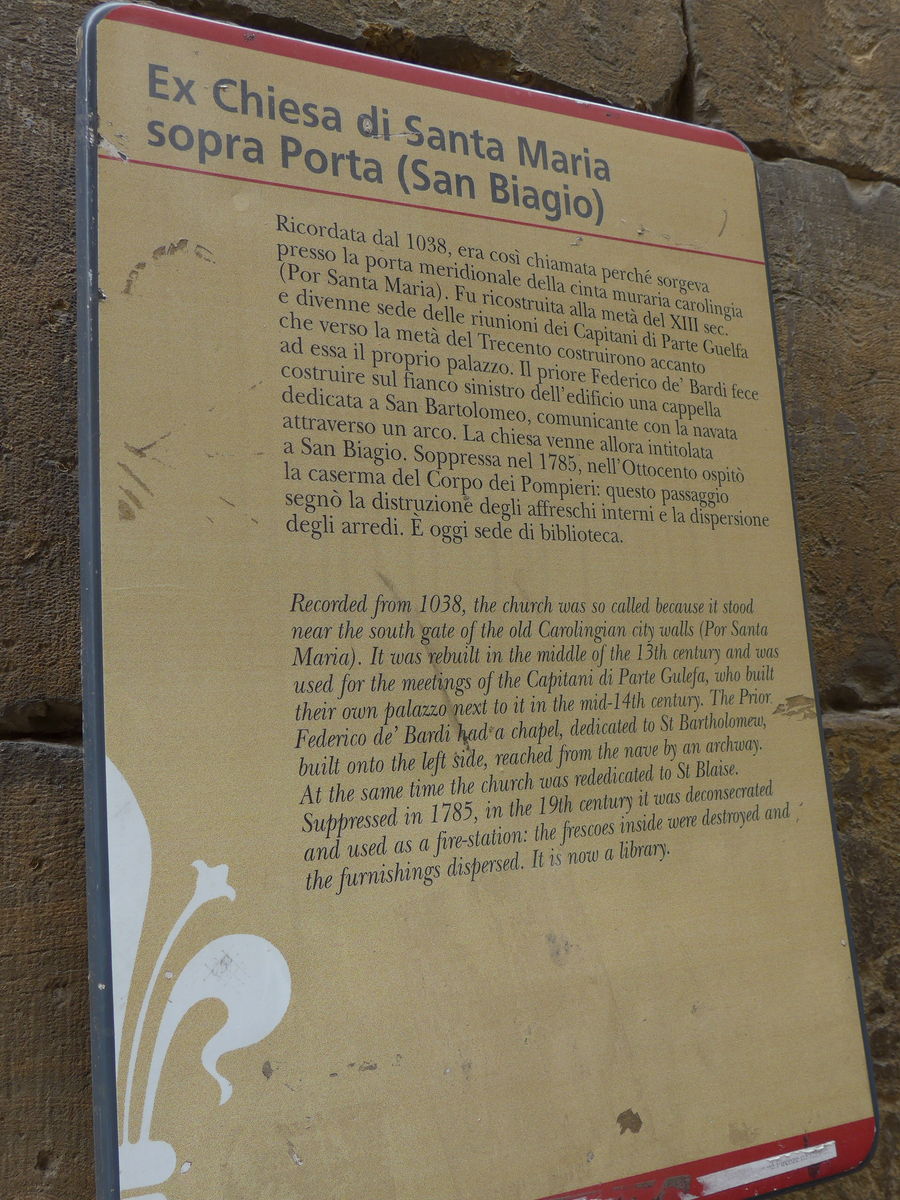 Ex Chiesa di Santa Maria
sopra Porta (San Biagio)
Ricordata dal 1038, era così chiamata perché sorgeva
presso la porta meridionale della cinta muraria carolingia
(Por Santa Maria). Fu ricostruita alla metà del XIII sec.
e divenne sede delle riunioni dei Capitani di Parte Guelfa
che verso la metà del Trecento costruirono accanto
ad essa il proprio palazzo. Il priore Federico de' Bardi fece
costruire sul fianco sinistro dell'edificio una cappella
dedicata a San Bartolomeo, comunicante con la navata
attraverso un arco. La chiesa venne allora intitolata
a San Biagio. Soppressa nel 1785, nell'Ottocento ospitò
la caserma del Corpo dei Pompieri: questo passaggio
segnò la distruzione degli affreschi interni e la dispersione
degli arredi. È oggi sede di biblioteca.
Recorded from 1038, the church was so called because it stood
near the south gate of the old Carolingian city walls (Por Santa
Maria). It was rebuilt in the middle of the 13th century and was
used for the meetings of the Capitani di Parte Gulefa, who built
their own palazzo next to it in the mid-14th century. The Prior
Federico de' Bardi had a chapel, dedicated to St Bartholomew,
built onto the left side, reached from the nave by an archway.
At the same time the church was rededicated to St Blaise.
Suppressed in 1785, in the 19th century it was deconsecrated
and used as a fire-station: the frescoes inside were destroyed and
the furnishings dispersed. It is now a library.